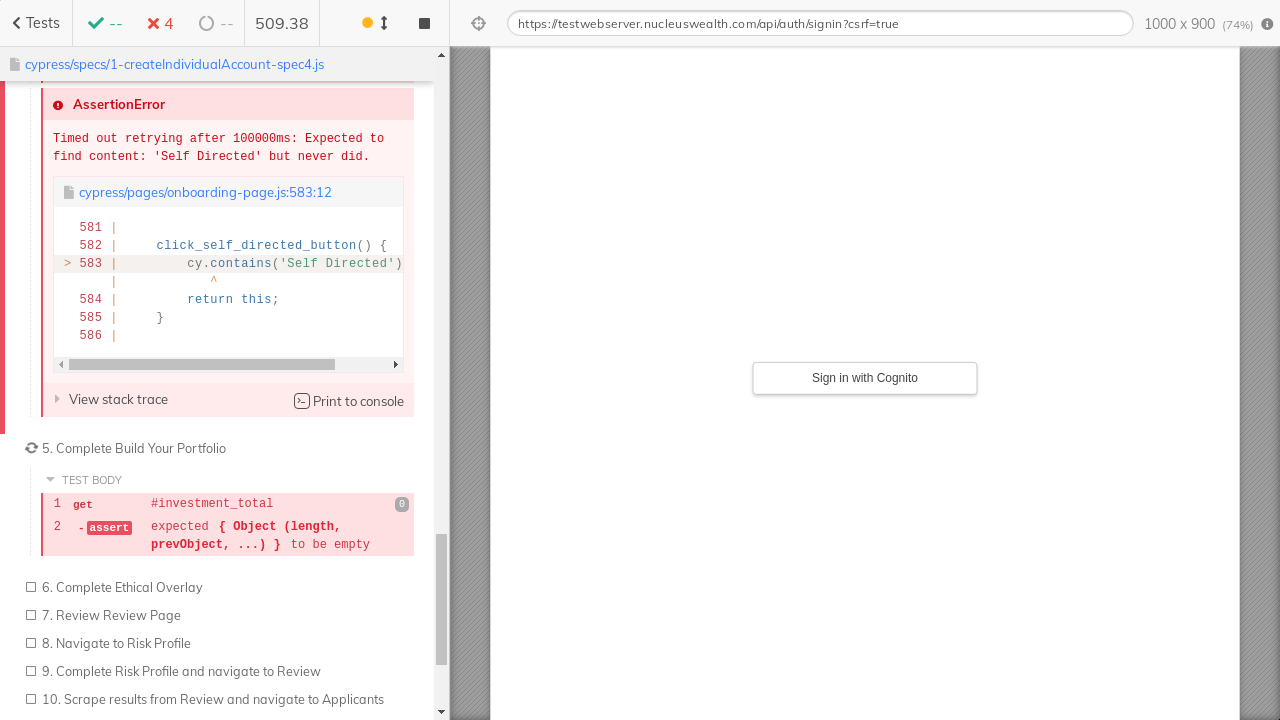 Tests
--
4
--
509.38
https://testwebserver.nucleuswealth.com/api/auth/signin?csrf=true
1000 x 900 (74%)
cypress/specs/1-createIndividualAccount-spec4.js
AssertionError
Timed out retrying after 100000ms: Expected to
find content: 'Self Directed' but never did.
cypress/pages/onboarding-page.js:583:12
581 |
582 | click_self_directed_button() {
> 583 | cy.contains('Self Directed')
| ^
584 | return this;
585 | }
586 |
View stack trace
Print to console
5. Complete Build Your Portfolio
TEST BODY
1 get #investment_total 0
2 -assert expected { Object (length,
prevObject, ...) } to be empty
6. Complete Ethical Overlay
7. Review Review Page
8. Navigate to Risk Profile
9. Complete Risk Profile and navigate to Review
10. Scrape results from Review and navigate to Applicants
Sign in with Cognito